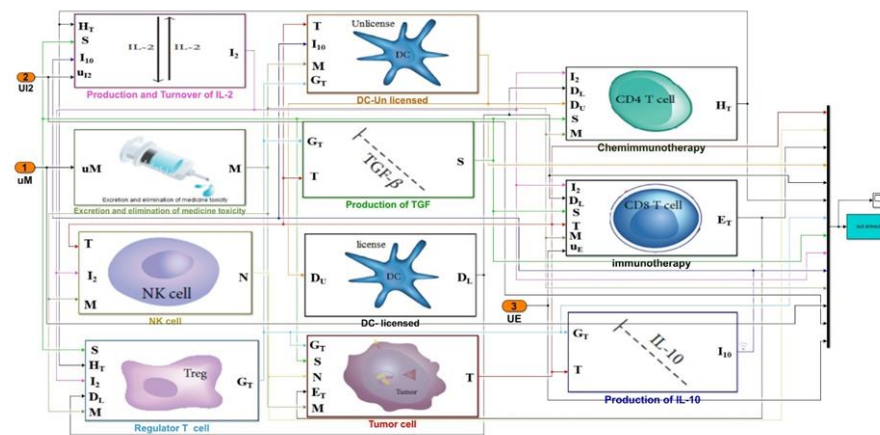 H_T
S
I_10
u_I2
IL-2
IL-2
I_2
Production and Turnover of IL-2
2
UI2
1
uM
uM
M
Excretion and elimination of medicine toxicity
Excretion and elimination of medicine toxicity
T
I_2
M
NK cell
N
NK cell
S
H_T
I_2
D_L
M
Treg
G_T
Regulator T cell
T
I_10
M
G_T
Unlicense
DC
DC-Un licensed
G_T
T
TGF-β
S
Production of TGF
D_U
license
DC
D_L
DC- licensed
G_T
S
N
E_T
M
Tumor
T
Tumor cell
I_2
D_L
D_U
S
M
CD4 T cell
H_T
Chemimmunotherapy
I_2
D_L
S
T
M
u_E
CD8 T cell
E_T
immunotherapy
3
UE
G_T
T
IL-10
I_10
Production of IL-10